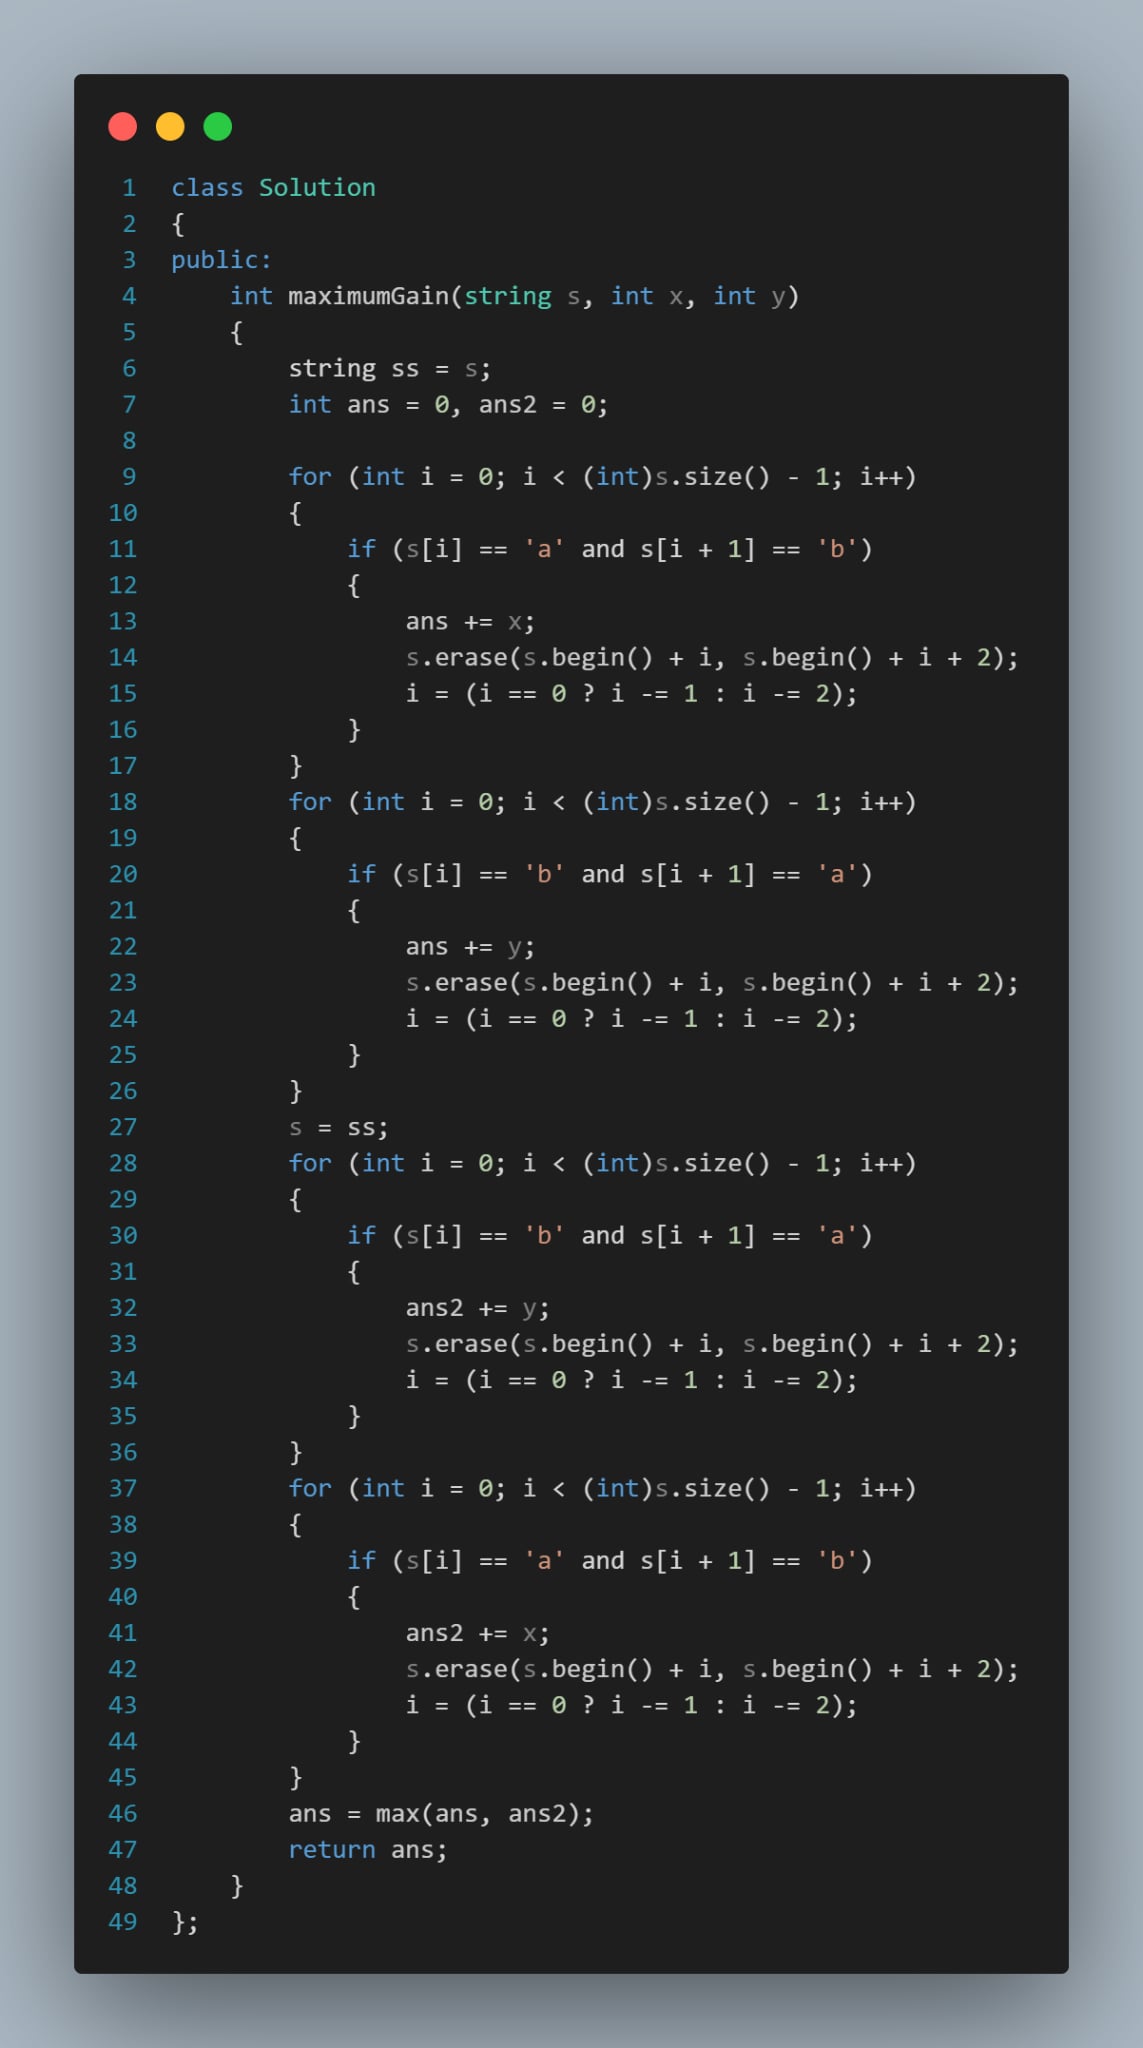 1 class Solution
2 {
3 public:
4     int maximumGain(string s, int x, int y)
5     {
6         string ss = s;
7         int ans = 0, ans2 = 0;
8
9         for (int i = 0; i < (int)s.size() - 1; i++)
10         {
11             if (s[i] == 'a' and s[i + 1] == 'b')
12             {
13                 ans += x;
14                 s.erase(s.begin() + i, s.begin() + i + 2);
15                 i = (i == 0 ? i -= 1 : i -= 2);
16             }
17         }
18         for (int i = 0; i < (int)s.size() - 1; i++)
19         {
20             if (s[i] == 'b' and s[i + 1] == 'a')
21             {
22                 ans += y;
23                 s.erase(s.begin() + i, s.begin() + i + 2);
24                 i = (i == 0 ? i -= 1 : i -= 2);
25             }
26         }
27         s = ss;
28         for (int i = 0; i < (int)s.size() - 1; i++)
29         {
30             if (s[i] == 'b' and s[i + 1] == 'a')
31             {
32                 ans2 += y;
33                 s.erase(s.begin() + i, s.begin() + i + 2);
34                 i = (i == 0 ? i -= 1 : i -= 2);
35             }
36         }
37         for (int i = 0; i < (int)s.size() - 1; i++)
38         {
39             if (s[i] == 'a' and s[i + 1] == 'b')
40             {
41                 ans2 += x;
42                 s.erase(s.begin() + i, s.begin() + i + 2);
43                 i = (i == 0 ? i -= 1 : i -= 2);
44             }
45         }
46         ans = max(ans, ans2);
47         return ans;
48     }
49 };